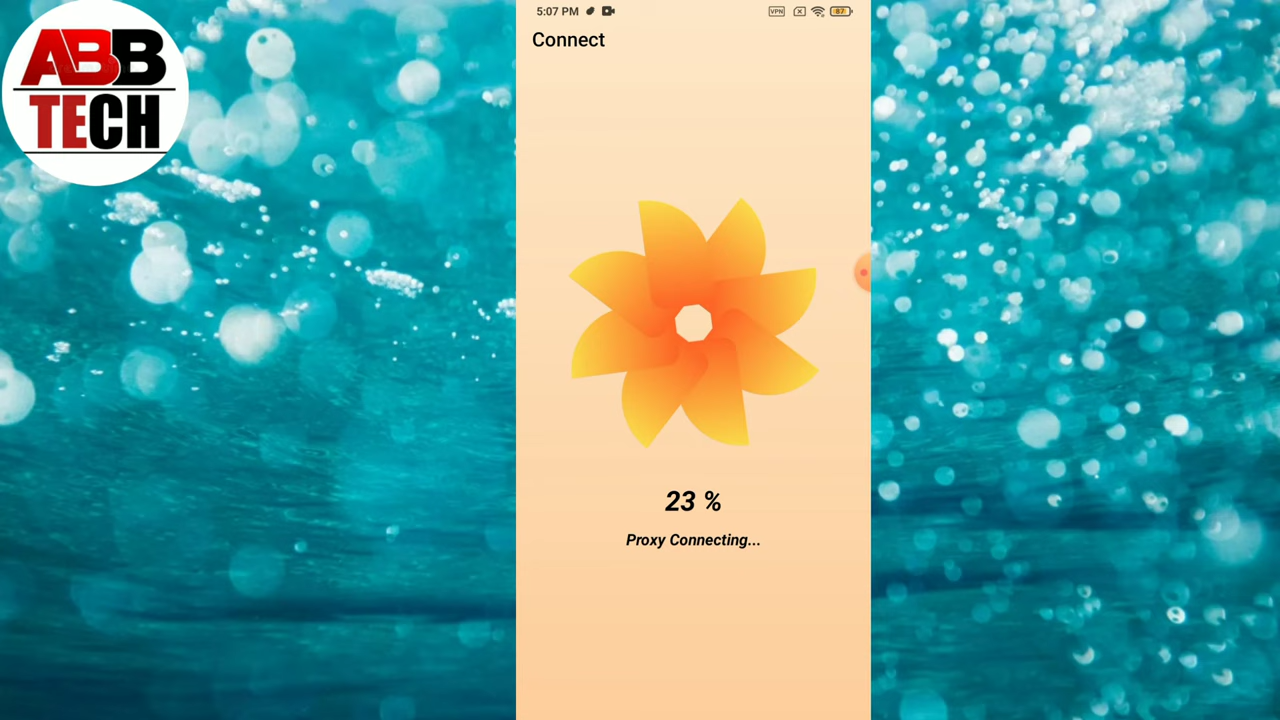 ABB
TECH
5:07 PM
VPN
87
Connect
23 %
Proxy Connecting...